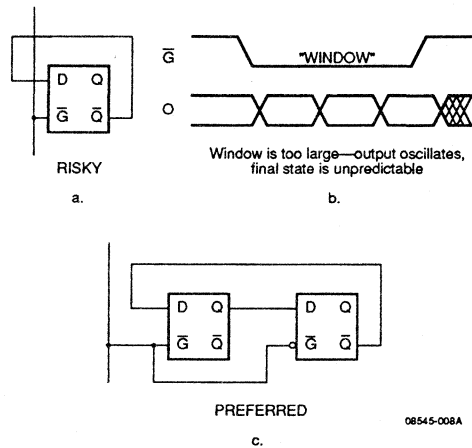 D Q
G̅ Q̅
RISKY
a.
G̅
"WINDOW"
O
Window is too large—output oscillates,
final state is unpredictable
b.
D Q
G̅ Q̅
D Q
G̅ Q̅
PREFERRED
08545-008A
c.